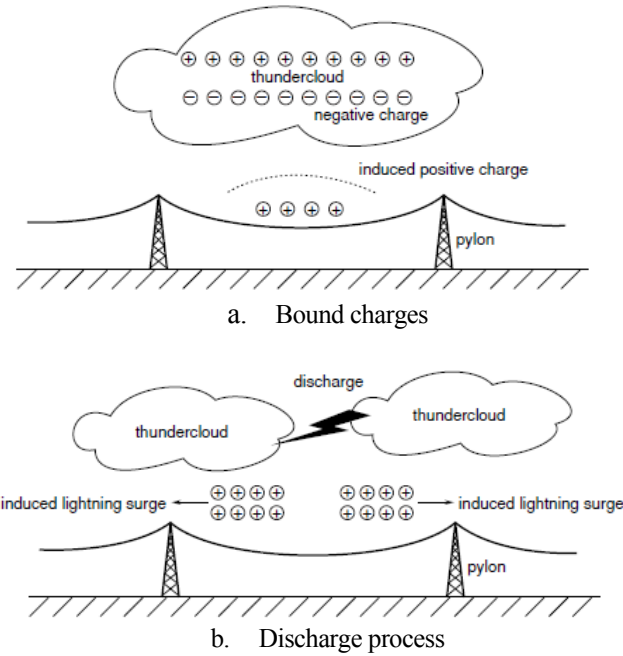 thundercloud
negative charge
induced positive charge
pylon
a. Bound charges
discharge
thundercloud
thundercloud
induced lightning surge
induced lightning surge
pylon
b. Discharge process